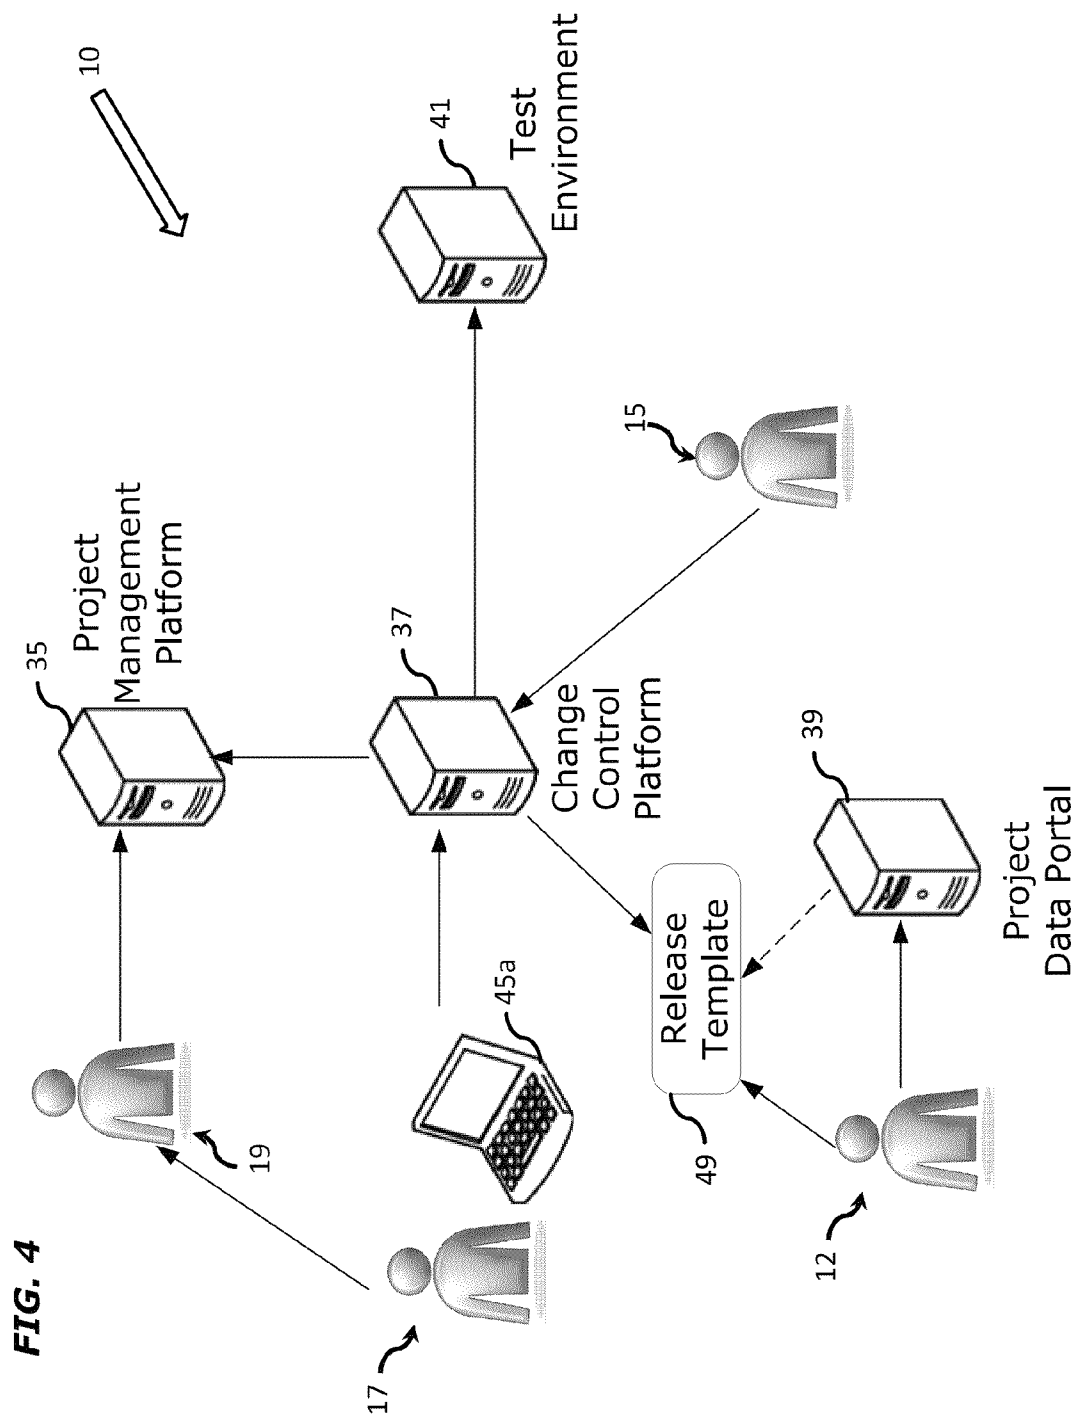 FIG. 4
10
35
Project
Management
Platform
19
17
45a
37
Change
Control
Platform
41
Test
Environment
15
49
Release
Template
12
39
Project
Data Portal